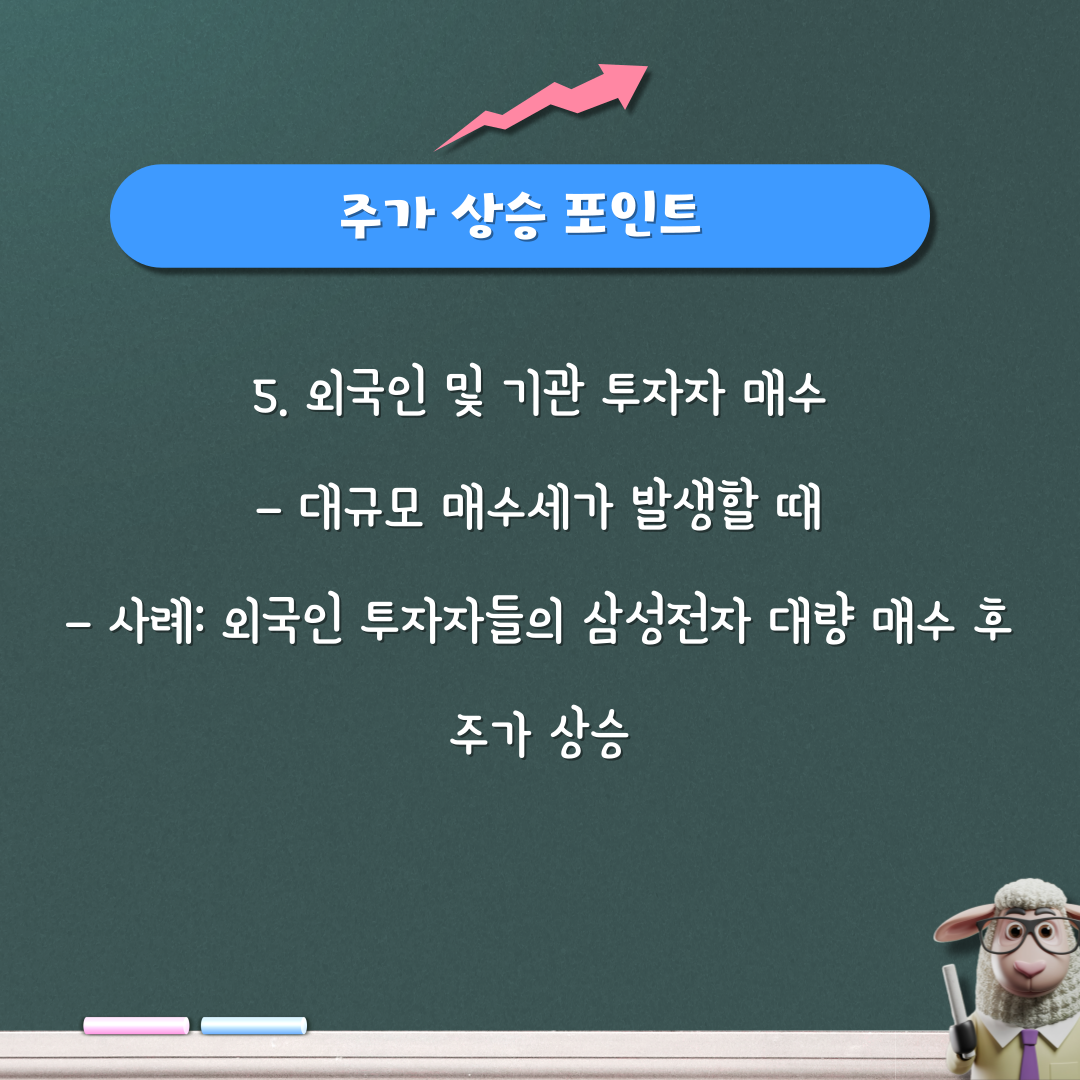 주가 상승 포인트
5. 외국인 및 기관 투자자 매수
- 대규모 매수세가 발생할 때
- 사례: 외국인 투자자들의 삼성전자 대량 매수 후
주가 상승